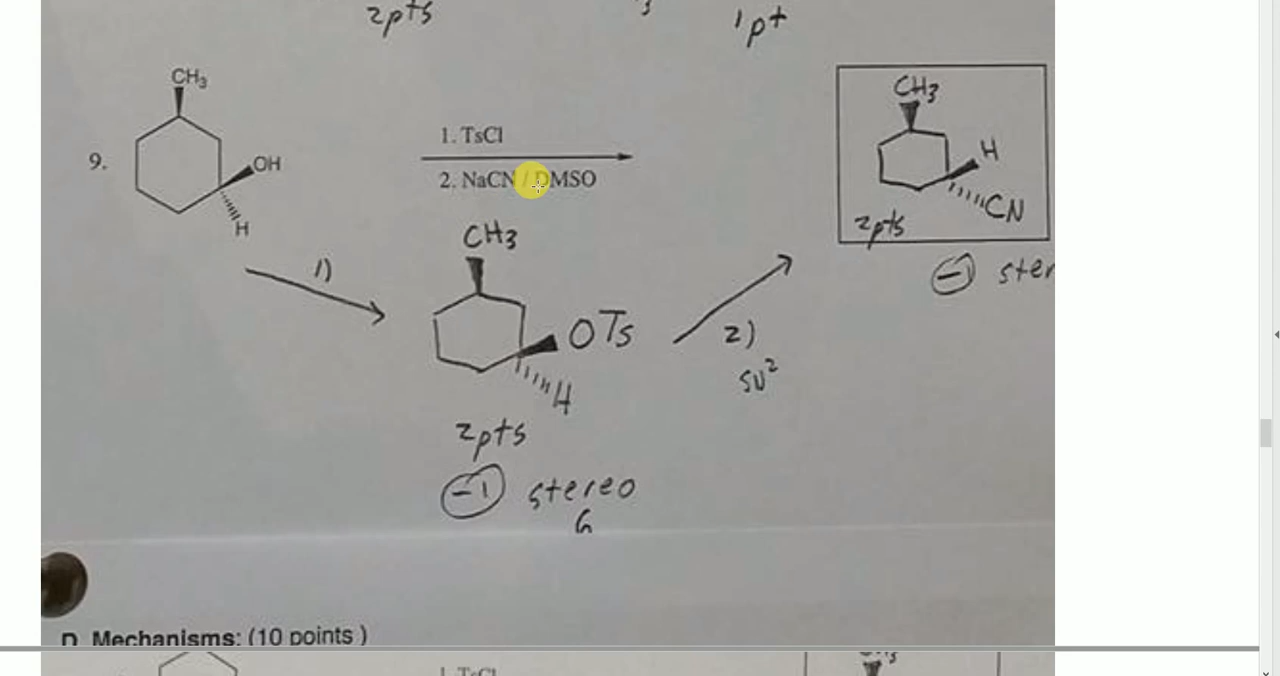 2pts
1pt
CH3
9.
OH
H
1. TsCl
2. NaCN / DMSO
CH3
H
CN
2pts
-1 ster
1)
CH3
OTs
H
2)
SN2
2pts
-1 stereo
D. Mechanisms: (10 points )
1. TsCl